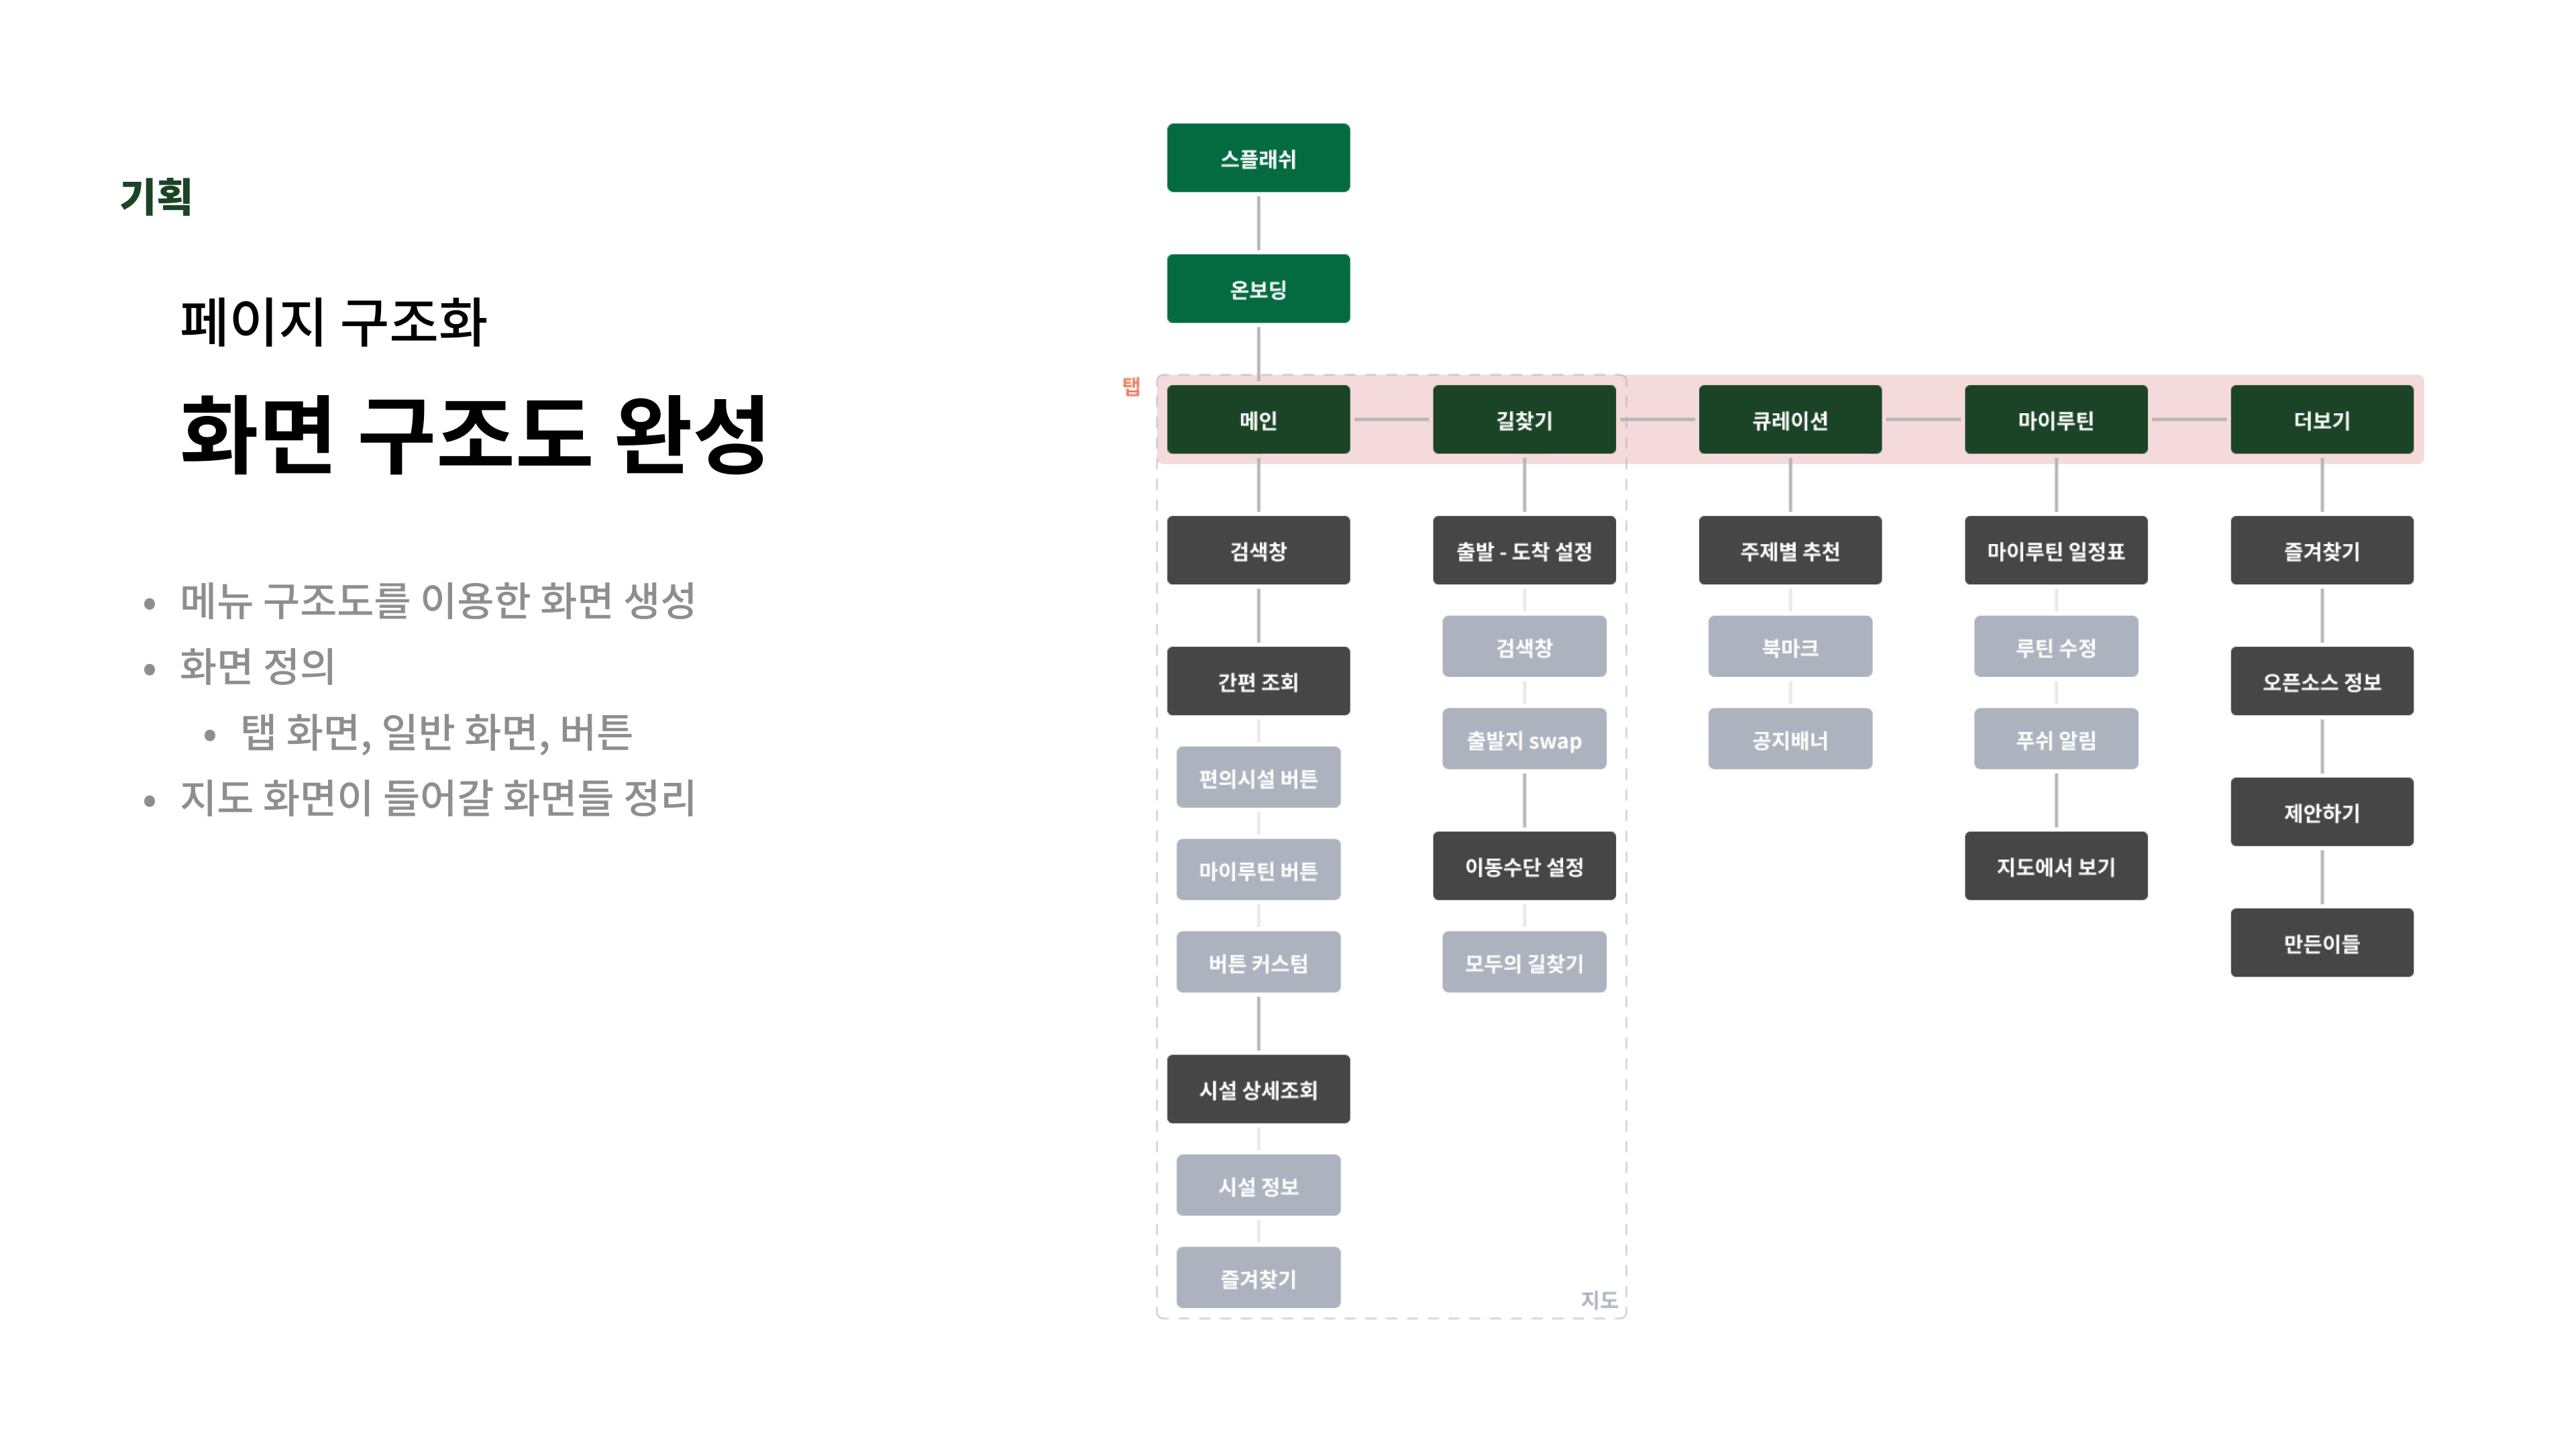 기획
페이지 구조화
화면 구조도 완성
• 메뉴 구조도를 이용한 화면 생성
• 화면 정의
• 탭 화면, 일반 화면, 버튼
• 지도 화면이 들어갈 화면들 정리
스플래쉬
온보딩
탭
메인
길찾기
큐레이션
마이루틴
더보기
검색창
간편 조회
편의시설 버튼
마이루틴 버튼
버튼 커스텀
시설 상세조회
시설 정보
즐겨찾기
출발 - 도착 설정
검색창
출발지 swap
이동수단 설정
모두의 길찾기
지도
주제별 추천
북마크
공지배너
마이루틴 일정표
루틴 수정
푸쉬 알림
지도에서 보기
즐겨찾기
오픈소스 정보
제안하기
만든이들